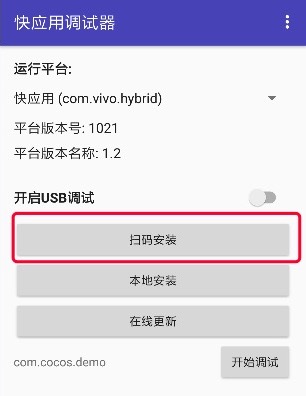 快应用调试器
运行平台:
快应用 (com.vivo.hybrid)
平台版本号: 1021
平台版本名称: 1.2
开启USB调试
扫码安装
本地安装
在线更新
com.cocos.demo
开始调试